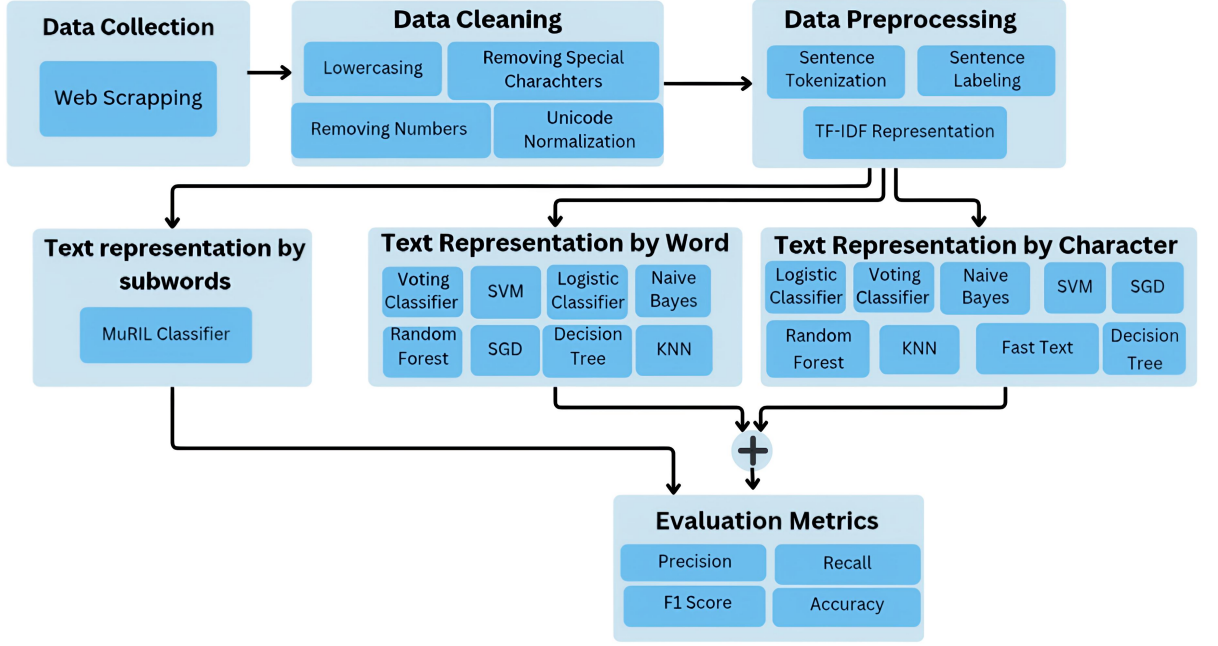 Data Collection
Web Scrapping
Data Cleaning
Lowercasing
Removing Special
Charachters
Removing Numbers
Unicode
Normalization
Data Preprocessing
Sentence
Tokenization
Sentence
Labeling
TF-IDF Representation
Text representation by
subwords
MuRIL Classifier
Text Representation by Word
Voting
Classifier
SVM
Logistic
Classifier
Naive
Bayes
Random
Forest
SGD
Decision
Tree
KNN
Text Representation by Character
Logistic
Classifier
Voting
Classifier
Naive
Bayes
SVM
SGD
Random
Forest
KNN
Fast Text
Decision
Tree
Evaluation Metrics
Precision
Recall
F1 Score
Accuracy